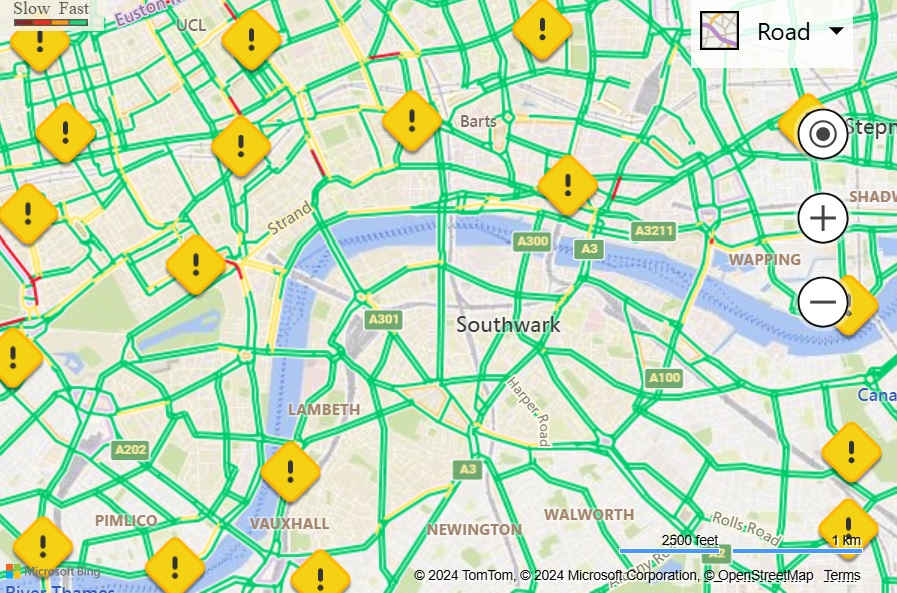 Slow Fast
Euston R
UCL
Road
Barts
Stepn
SHADW
Strand
A300
A3211
A3
WAPPING
A301
Southwark
A100
Harper Road
Cana
LAMBETH
A202
A3
PIMLICO
VAUXHALL
NEWINGTON
WALWORTH
Rolls Road
2500 feet
1 km
Microsoft Bing
© 2024 TomTom, © 2024 Microsoft Corporation, © OpenStreetMap Terms
River Thames